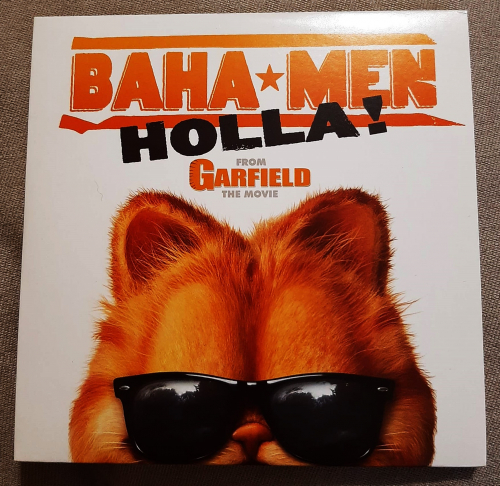 BAHA★MEN
HOLLA!
FROM
GARFIELD
THE MOVIE